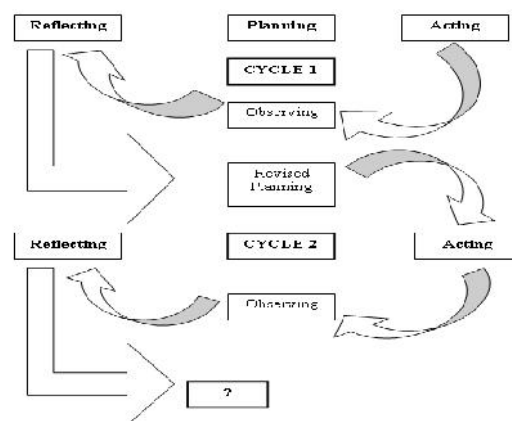 Reflecting
Planning
Acting
CYCLE 1
Observing
Revised
Planning
Reflecting
CYCLE 2
Acting
Observing
?